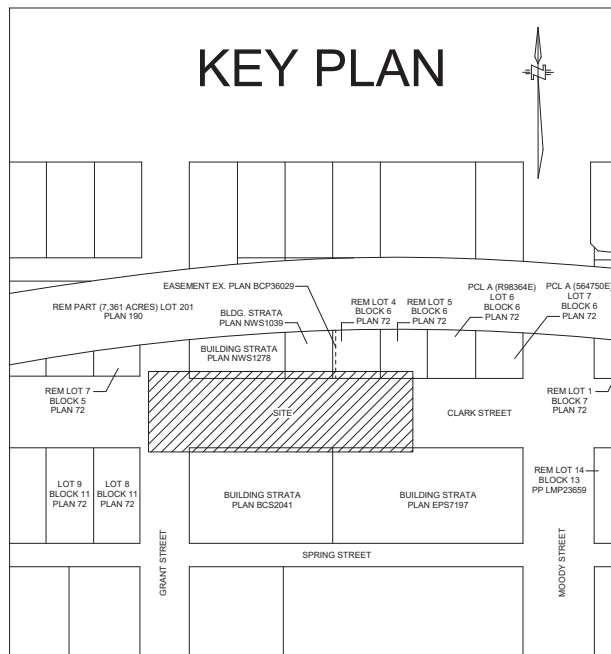 KEY PLAN
EASEMENT EX. PLAN BCP36029
PCL A (R98364E)
LOT 6
BLOCK 6
PLAN 72
PCL A (564750E)
LOT 7
BLOCK 6
PLAN 72
REM PART (7,361 ACRES) LOT 201
PLAN 190
BLDG. STRATA
PLAN NWS1039
REM LOT 4
BLOCK 6
PLAN 72
REM LOT 5
BLOCK 6
PLAN 72
BUILDING STRATA
PLAN NWS1278
REM LOT 7
BLOCK 5
PLAN 72
SITE
CLARK STREET
REM LOT 1
BLOCK 7
PLAN 72
LOT 9
BLOCK 11
PLAN 72
LOT 8
BLOCK 11
PLAN 72
BUILDING STRATA
PLAN BCS2041
BUILDING STRATA
PLAN EPS7197
REM LOT 14
BLOCK 13
PP LMP23659
SPRING STREET
GRANT STREET
MOODY STREET